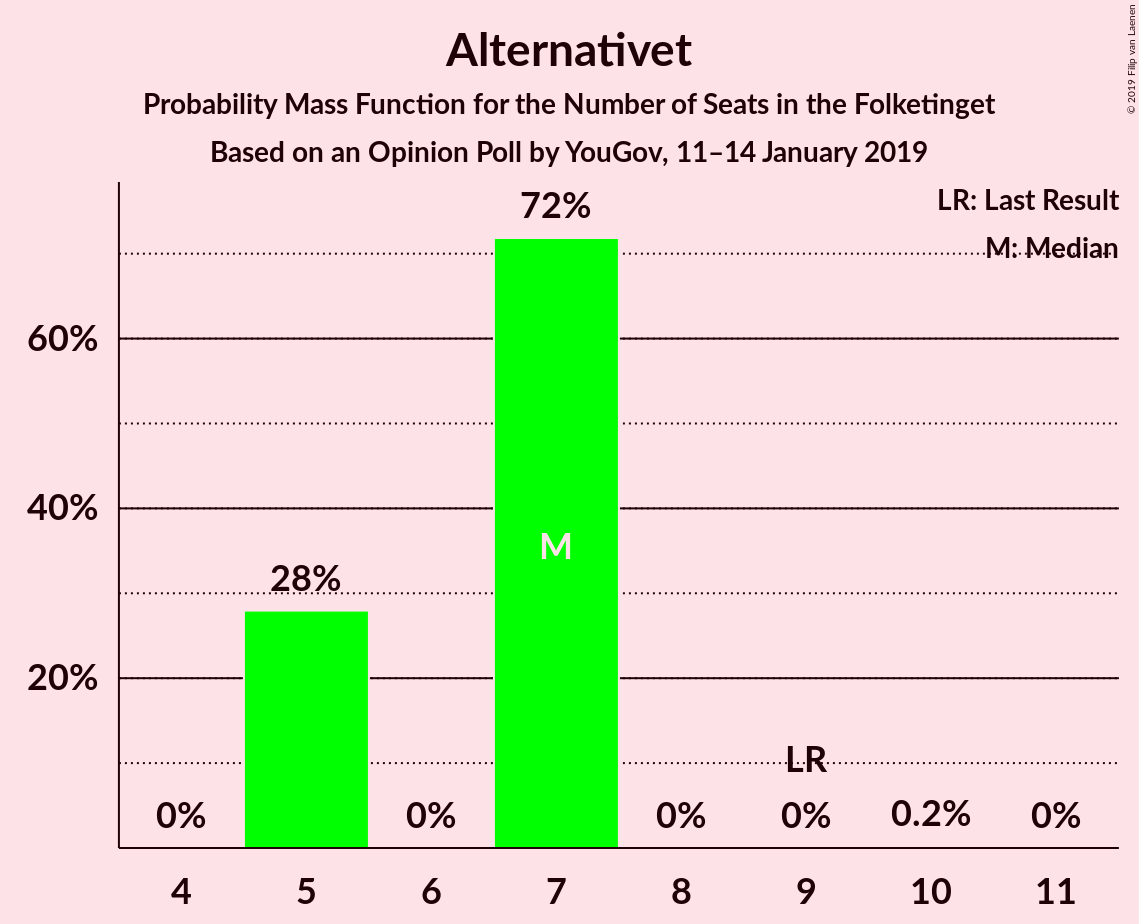 Alternativet
Probability Mass Function for the Number of Seats in the Folketinget
Based on an Opinion Poll by YouGov, 11–14 January 2019
© 2019 Filip van Laenen
LR: Last Result
M: Median
72%
60%
40%
20%
28%
M
LR
0%
0%
0%
0%
0.2%
0%
4 5 6 7 8 9 10 11